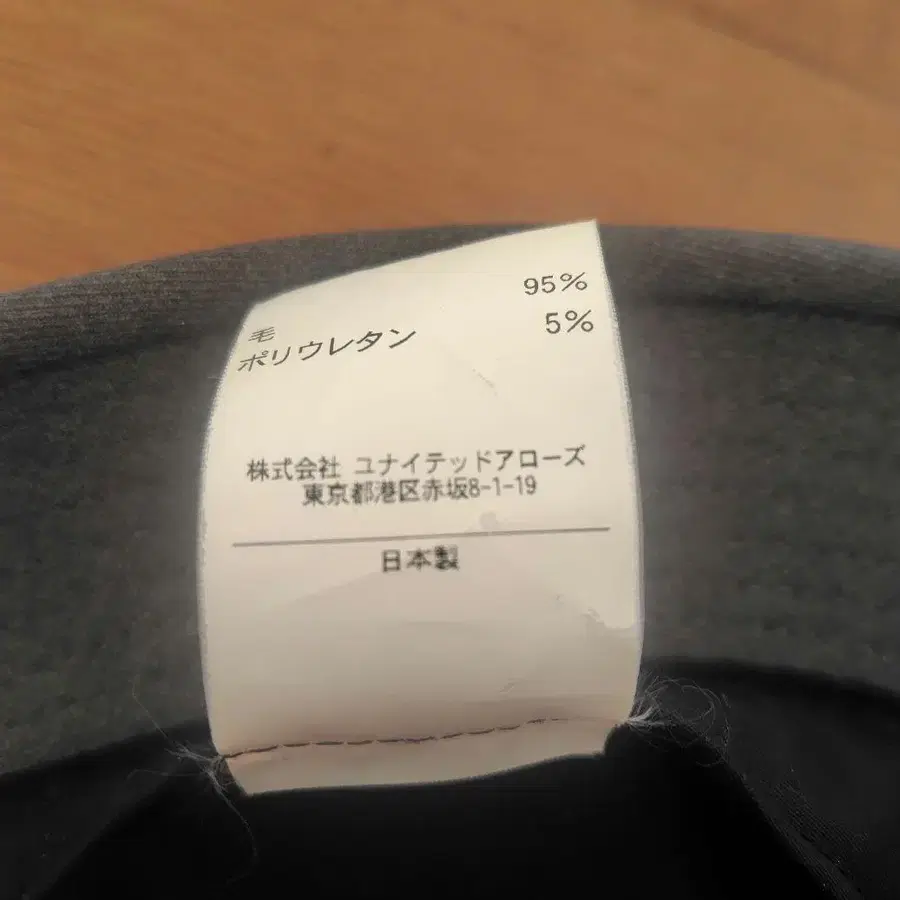 毛 95%
ポリウレタン 5%
株式会社 ユナイテッドアローズ
東京都港区赤坂8-1-19
日本製